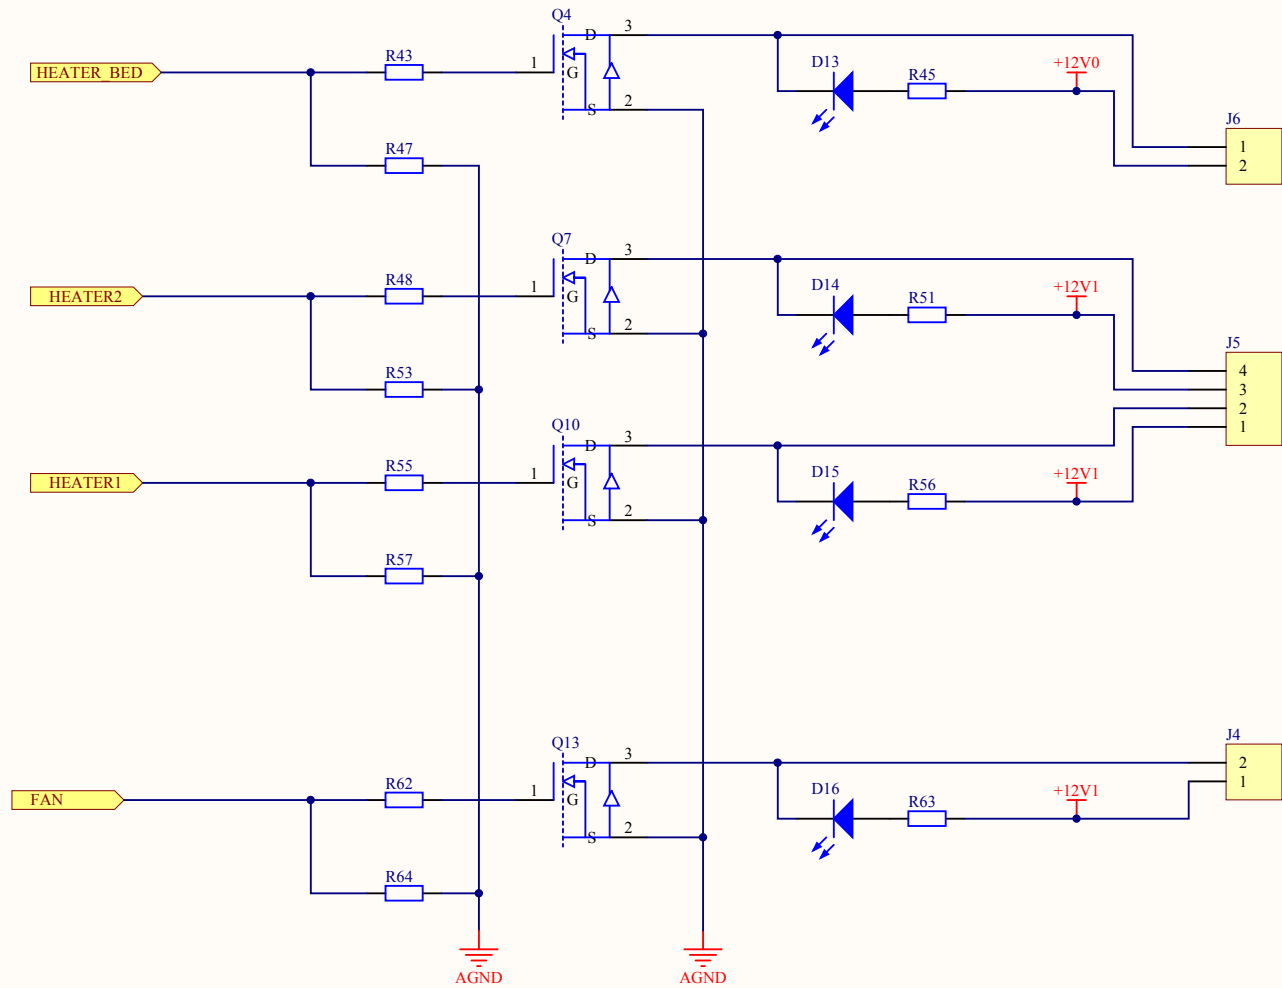 Q4
3
D
HEATER_BED
R43
1
G
2
S
D13
R45
+12V0
J6
1
2
R47
Q7
3
D
HEATER2
R48
1
G
2
S
D14
R51
+12V1
J5
4
3
2
1
R53
Q10
3
D
HEATER1
R55
1
G
2
S
D15
R56
+12V1
R57
Q13
3
D
FAN
R62
1
G
2
S
D16
R63
+12V1
J4
2
1
R64
AGND
AGND